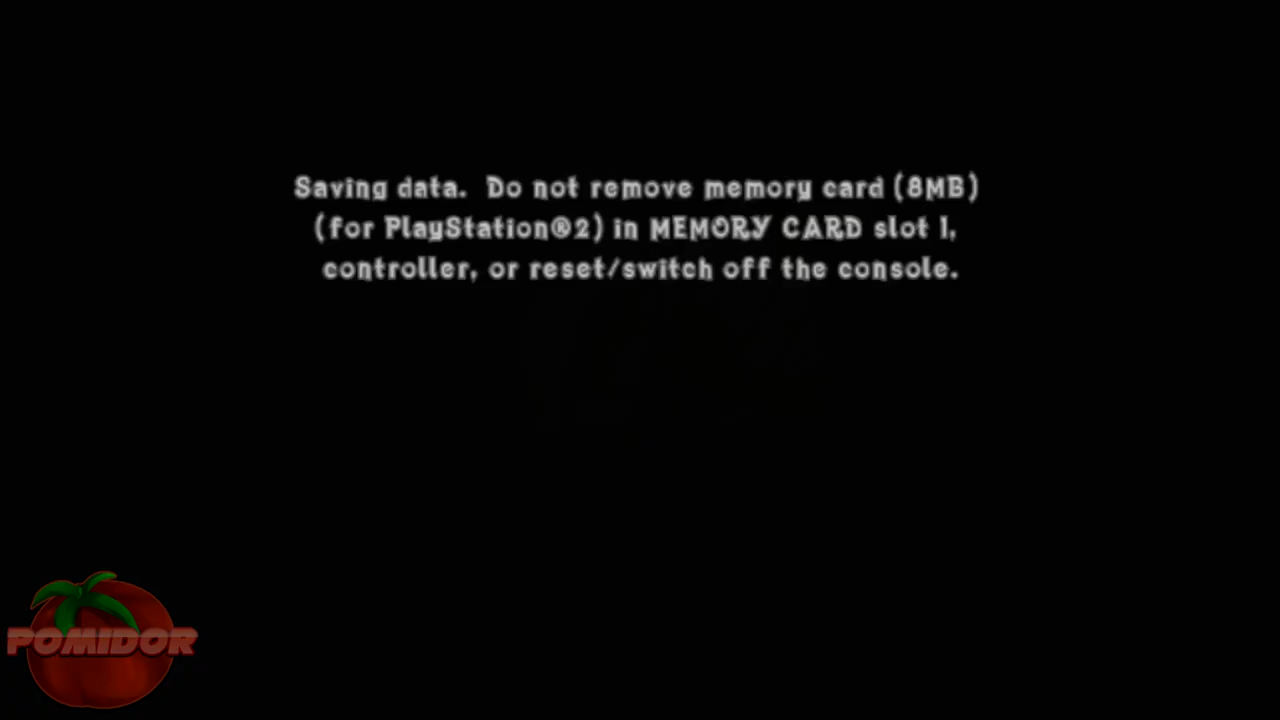 Saving data. Do not remove memory card (8MB)
(for PlayStation®2) in MEMORY CARD slot 1,
controller, or reset/switch off the console.
POMIDOR